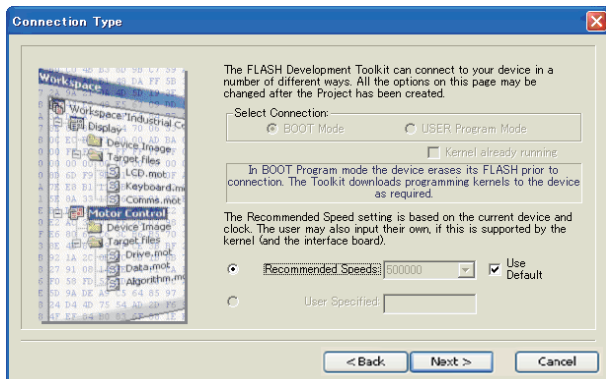 Connection Type
The FLASH Development Toolkit can connect to your device in a
number of different ways. All the options on this page may be
changed after the Project has been created.
Select Connection:
BOOT Mode
USER Program Mode
Kernel already running
In BOOT Program mode the device erases its FLASH prior to
connection. The Toolkit downloads programming kernels to the device
as required.
The Recommended Speed setting is based on the current device and
clock. The user may also input their own, if this is supported by the
kernel (and the interface board).
Recommended Speeds: 500000
Use
Default
User Specified:
< Back
Next >
Cancel
Workspace
Workspace 'Industrial
Display
Device Image
Target files
LCD.mot
Keyboard.m
Comms.mot
Motor Control
Device Image
Target files
Drive.mot
Data.mot
Algorithm.mo